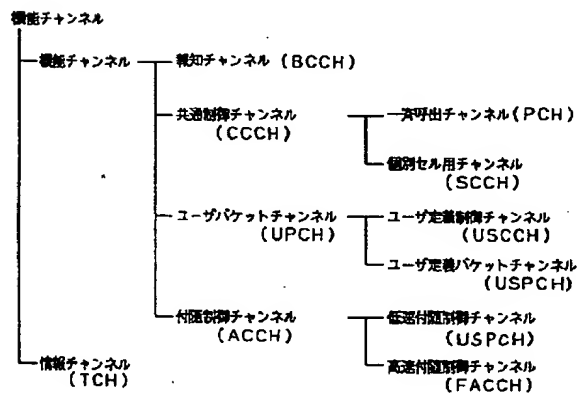 機能チャンネル
機能チャンネル
報知チャンネル (BCCH)
共通制御チャンネル
(CCCH)
一斉呼出チャンネル(PCH)
個別セル用チャンネル
(SCCH)
ユーザパケットチャンネル
(UPCH)
ユーザ定義制御チャンネル
(USCCH)
ユーザ定義パケットチャンネル
(USPCH)
付随制御チャンネル
(ACCH)
低速付随制御チャンネル
(USPcH)
高速付随制御チャンネル
(FACCH)
情報チャンネル
(TCH)